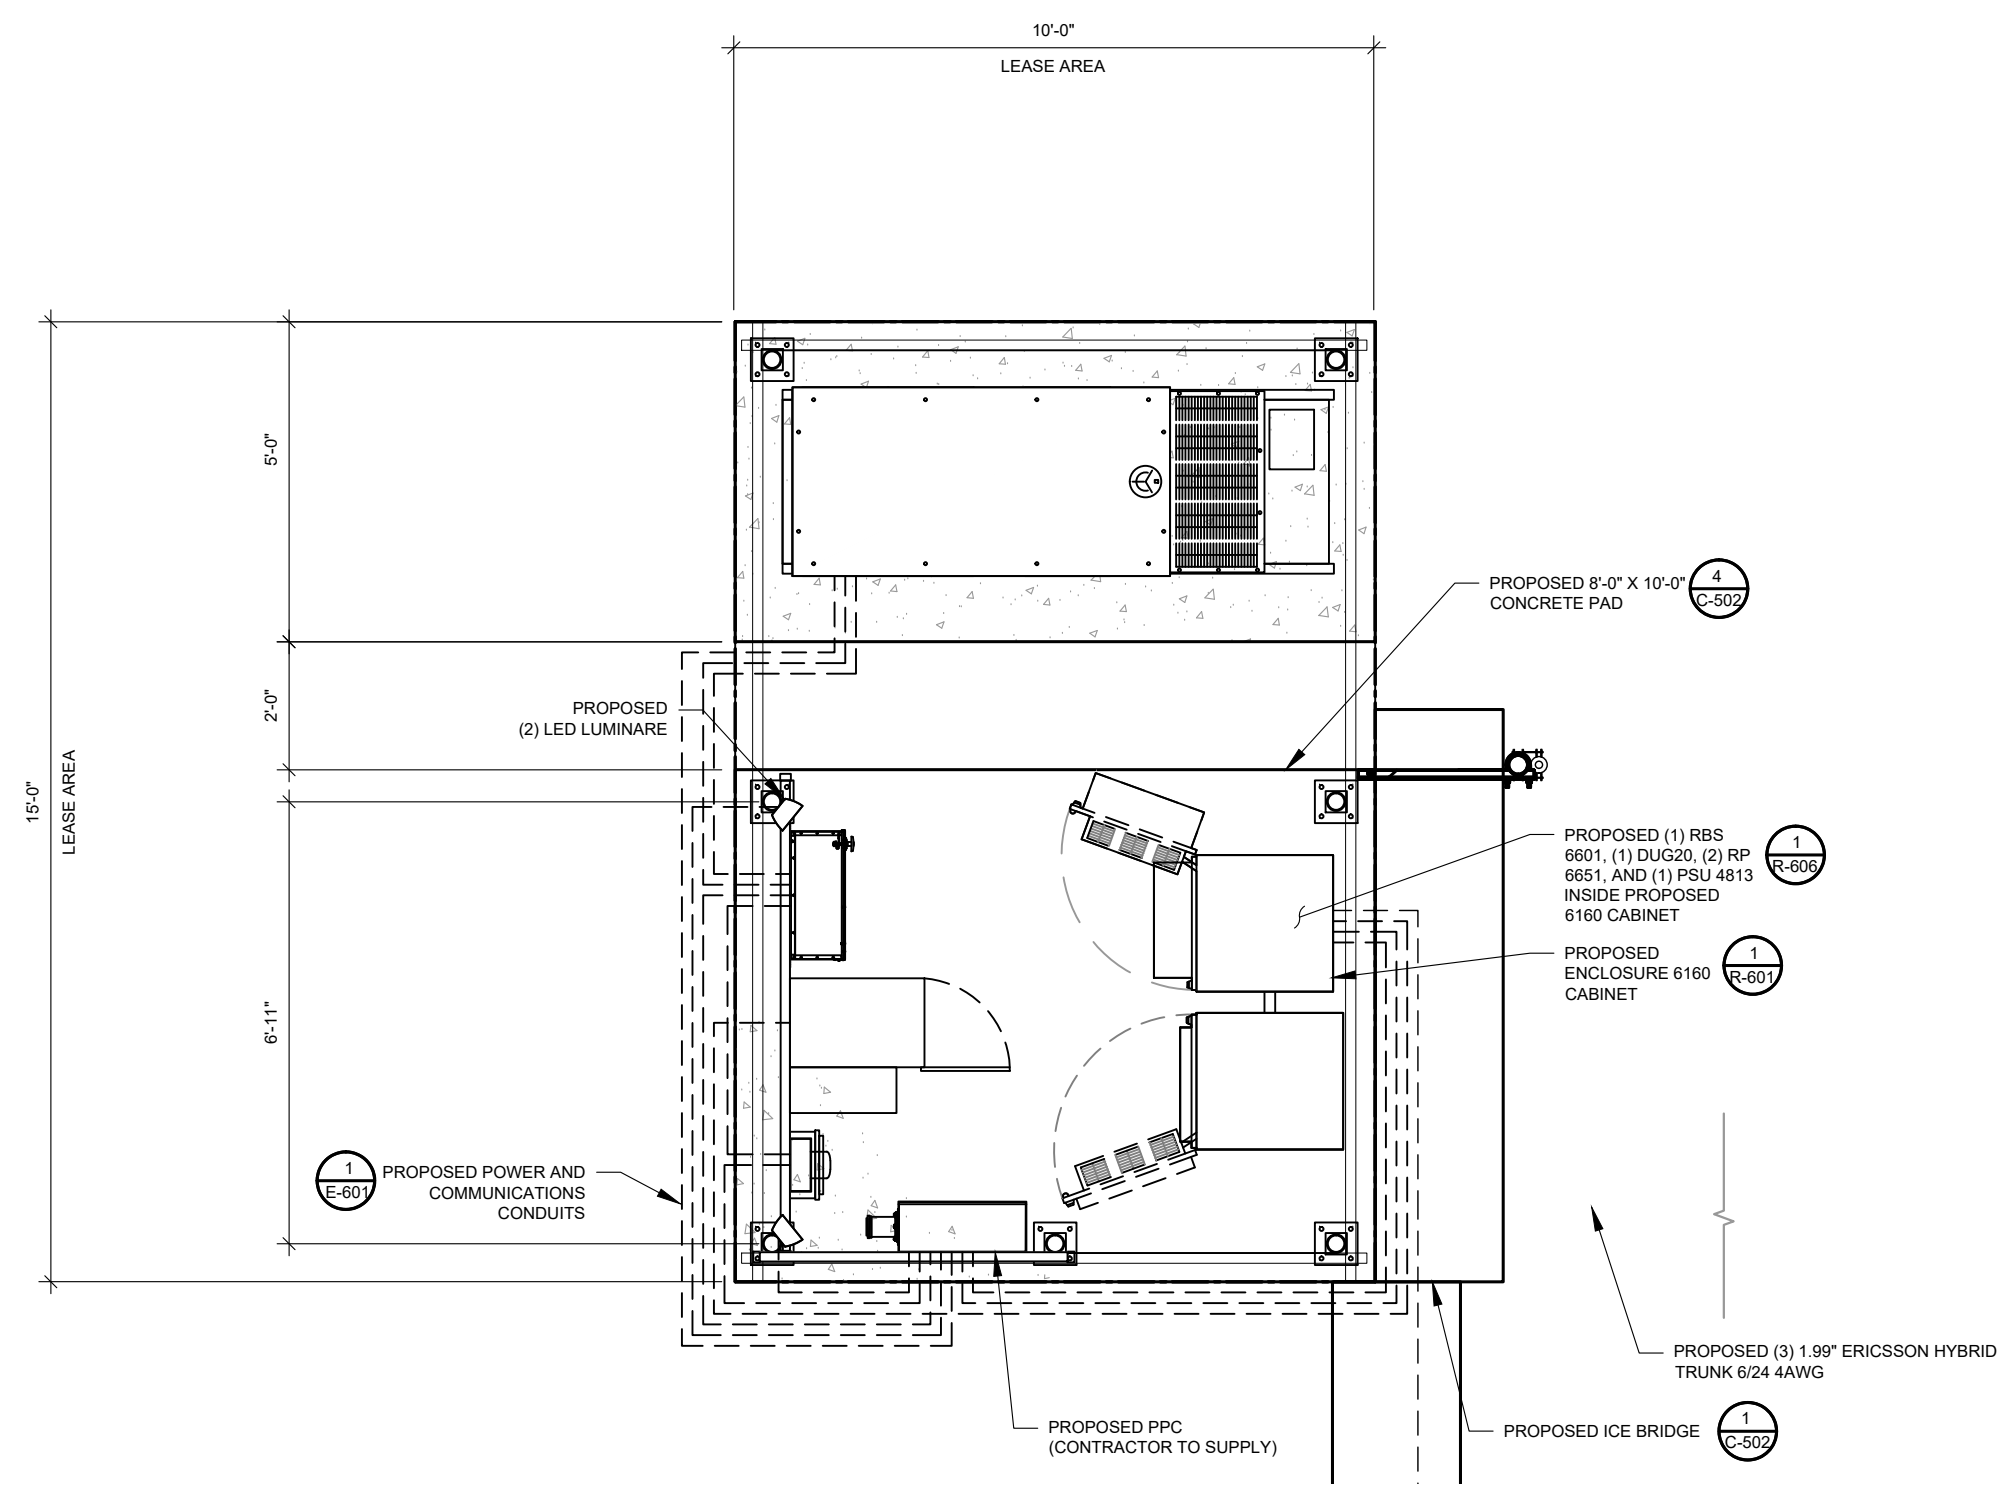 10'-0"
LEASE AREA
5'-0"
PROPOSED 8'-0" X 10'-0"
CONCRETE PAD
4
C-502
2'-0"
PROPOSED
(2) LED LUMINARE
15'-0"
LEASE AREA
PROPOSED (1) RBS
6601, (1) DUG20, (2) RP
6651, AND (1) PSU 4813
INSIDE PROPOSED
6160 CABINET
1
R-606
PROPOSED
ENCLOSURE 6160
CABINET
1
R-601
6'-11"
1
E-601
PROPOSED POWER AND
COMMUNICATIONS
CONDUITS
PROPOSED (3) 1.99" ERICSSON HYBRID
TRUNK 6/24 4AWG
PROPOSED PPC
(CONTRACTOR TO SUPPLY)
PROPOSED ICE BRIDGE
1
C-502